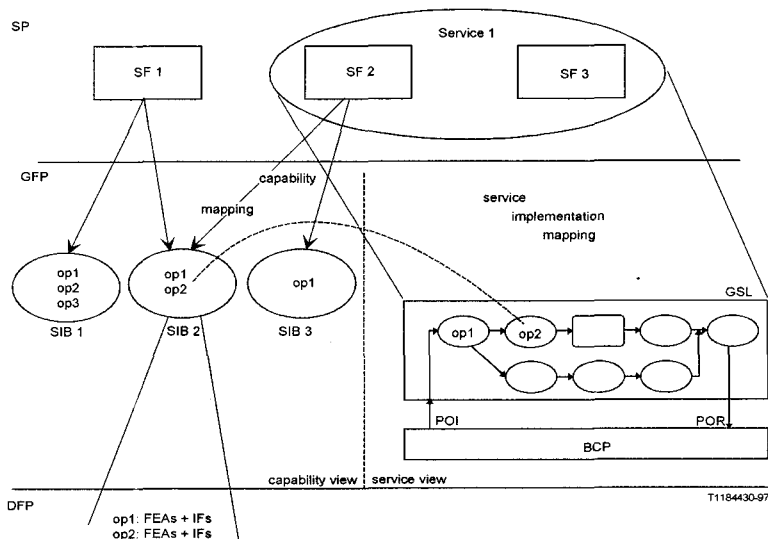 SP
Service 1
SF 1
SF 2
SF 3
GFP
capability
mapping
service
implementation
mapping
op1
op2
op3
SIB 1
op1
op2
SIB 2
op1
SIB 3
GSL
op1
op2
POI
POR
BCP
capability view
service view
T1184430-97
DFP
op1: FEAs + IFs
op2: FEAs + IFs